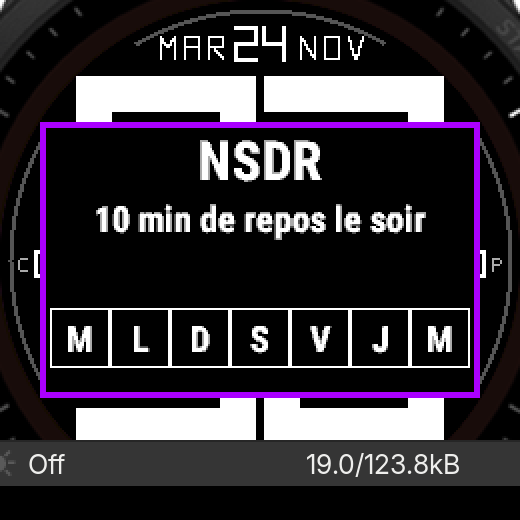 MAR 24 NOV
NSDR
10 min de repos le soir
C P
M L D S V J M
Off 19.0/123.8kB